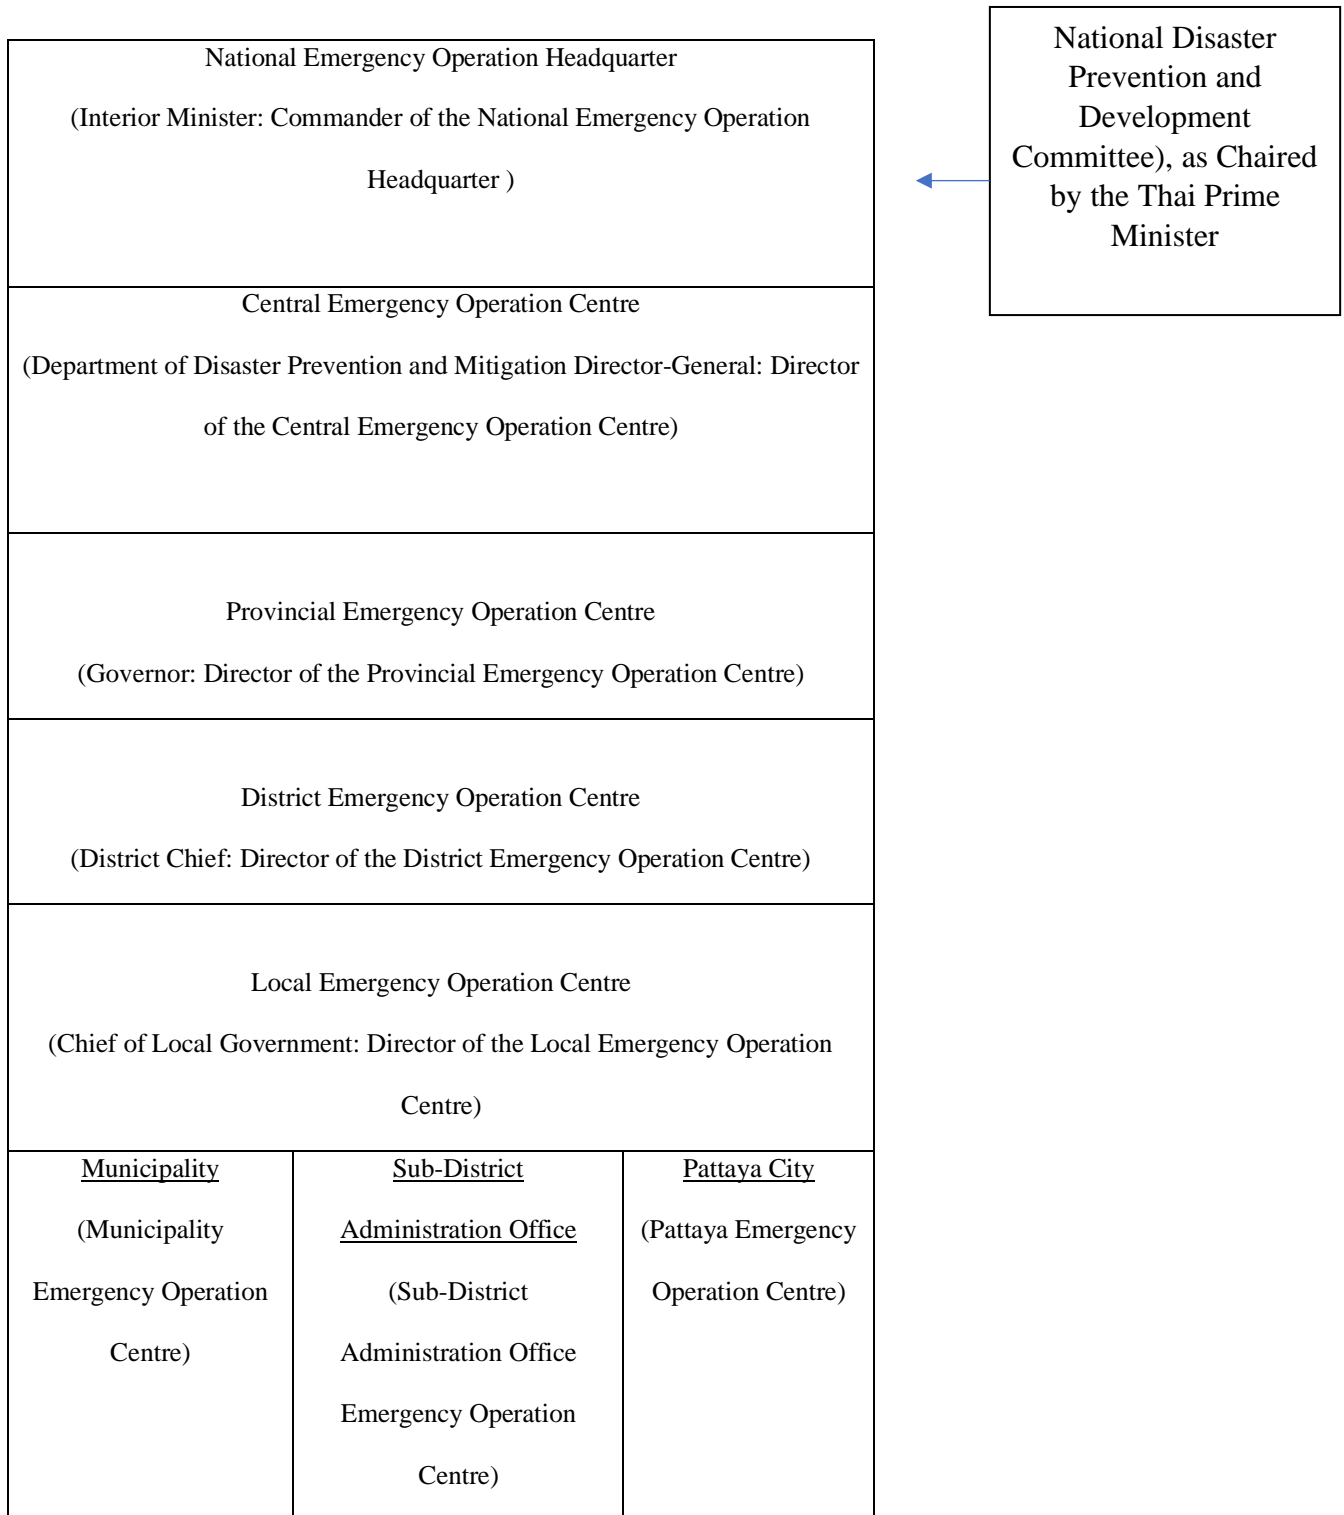 National Emergency Operation Headquarter
(Interior Minister: Commander of the National Emergency Operation
Headquarter )
National Disaster
Prevention and
Development
Committee), as Chaired
by the Thai Prime
Minister
Central Emergency Operation Centre
(Department of Disaster Prevention and Mitigation Director-General: Director
of the Central Emergency Operation Centre)
Provincial Emergency Operation Centre
(Governor: Director of the Provincial Emergency Operation Centre)
District Emergency Operation Centre
(District Chief: Director of the District Emergency Operation Centre)
Local Emergency Operation Centre
(Chief of Local Government: Director of the Local Emergency Operation
Centre)
Municipality
(Municipality
Emergency Operation
Centre)
Sub-District
Administration Office
(Sub-District
Administration Office
Emergency Operation
Centre)
Pattaya City
(Pattaya Emergency
Operation Centre)